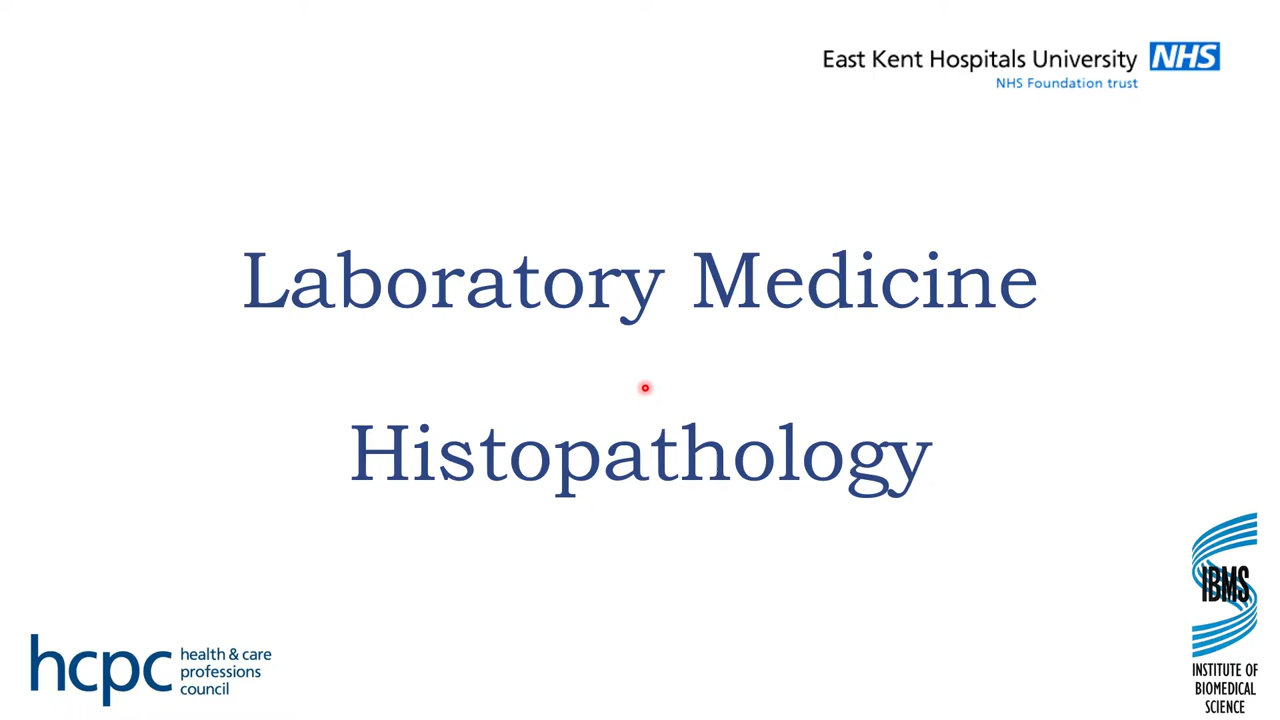 East Kent Hospitals University NHS
NHS Foundation trust
Laboratory Medicine
Histopathology
IBMS
INSTITUTE OF
BIOMEDICAL
SCIENCE
hcpc health & care
professions
council